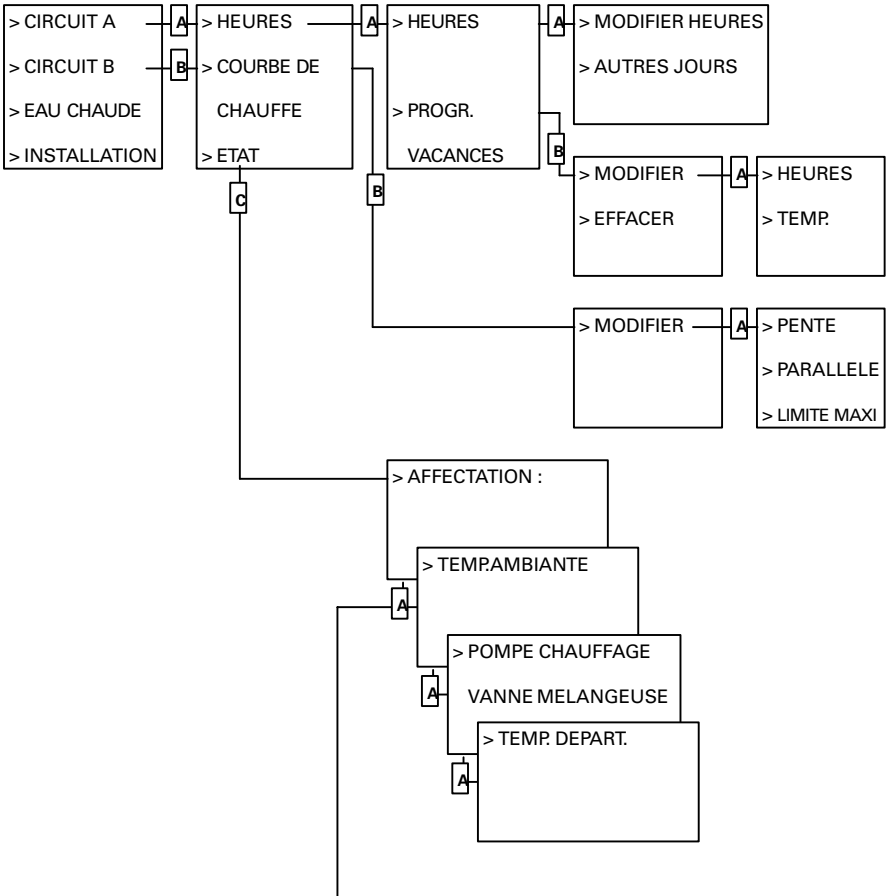 > CIRCUIT A
> CIRCUIT B
> EAU CHAUDE
> INSTALLATION
A
B
> HEURES
> COURBE DE
CHAUFFE
> ETAT
A
B
C
> HEURES
> PROGR.
VACANCES
A
B
> MODIFIER HEURES
> AUTRES JOURS
> MODIFIER
> EFFACER
A
> HEURES
> TEMP.
> MODIFIER
A
> PENTE
> PARALLELE
> LIMITE MAXI
> AFFECTATION :
A
> TEMP.AMBIANTE
A
> POMPE CHAUFFAGE
VANNE MELANGEUSE
A
> TEMP. DEPART.